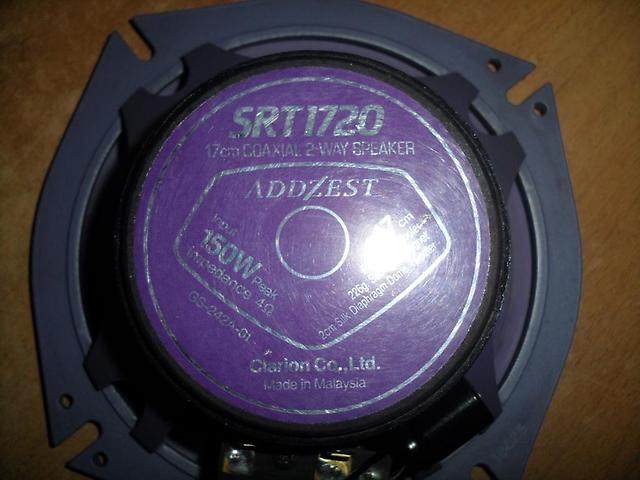 SRT1720
17cm COAXIAL 2-WAY SPEAKER
ADDZEST
Input
150W Peak
Impedance 4Ω
GS-242A-01
cm
226g
2cm Silk Diaphragm Dome
Clarion Co.,Ltd.
Made in Malaysia